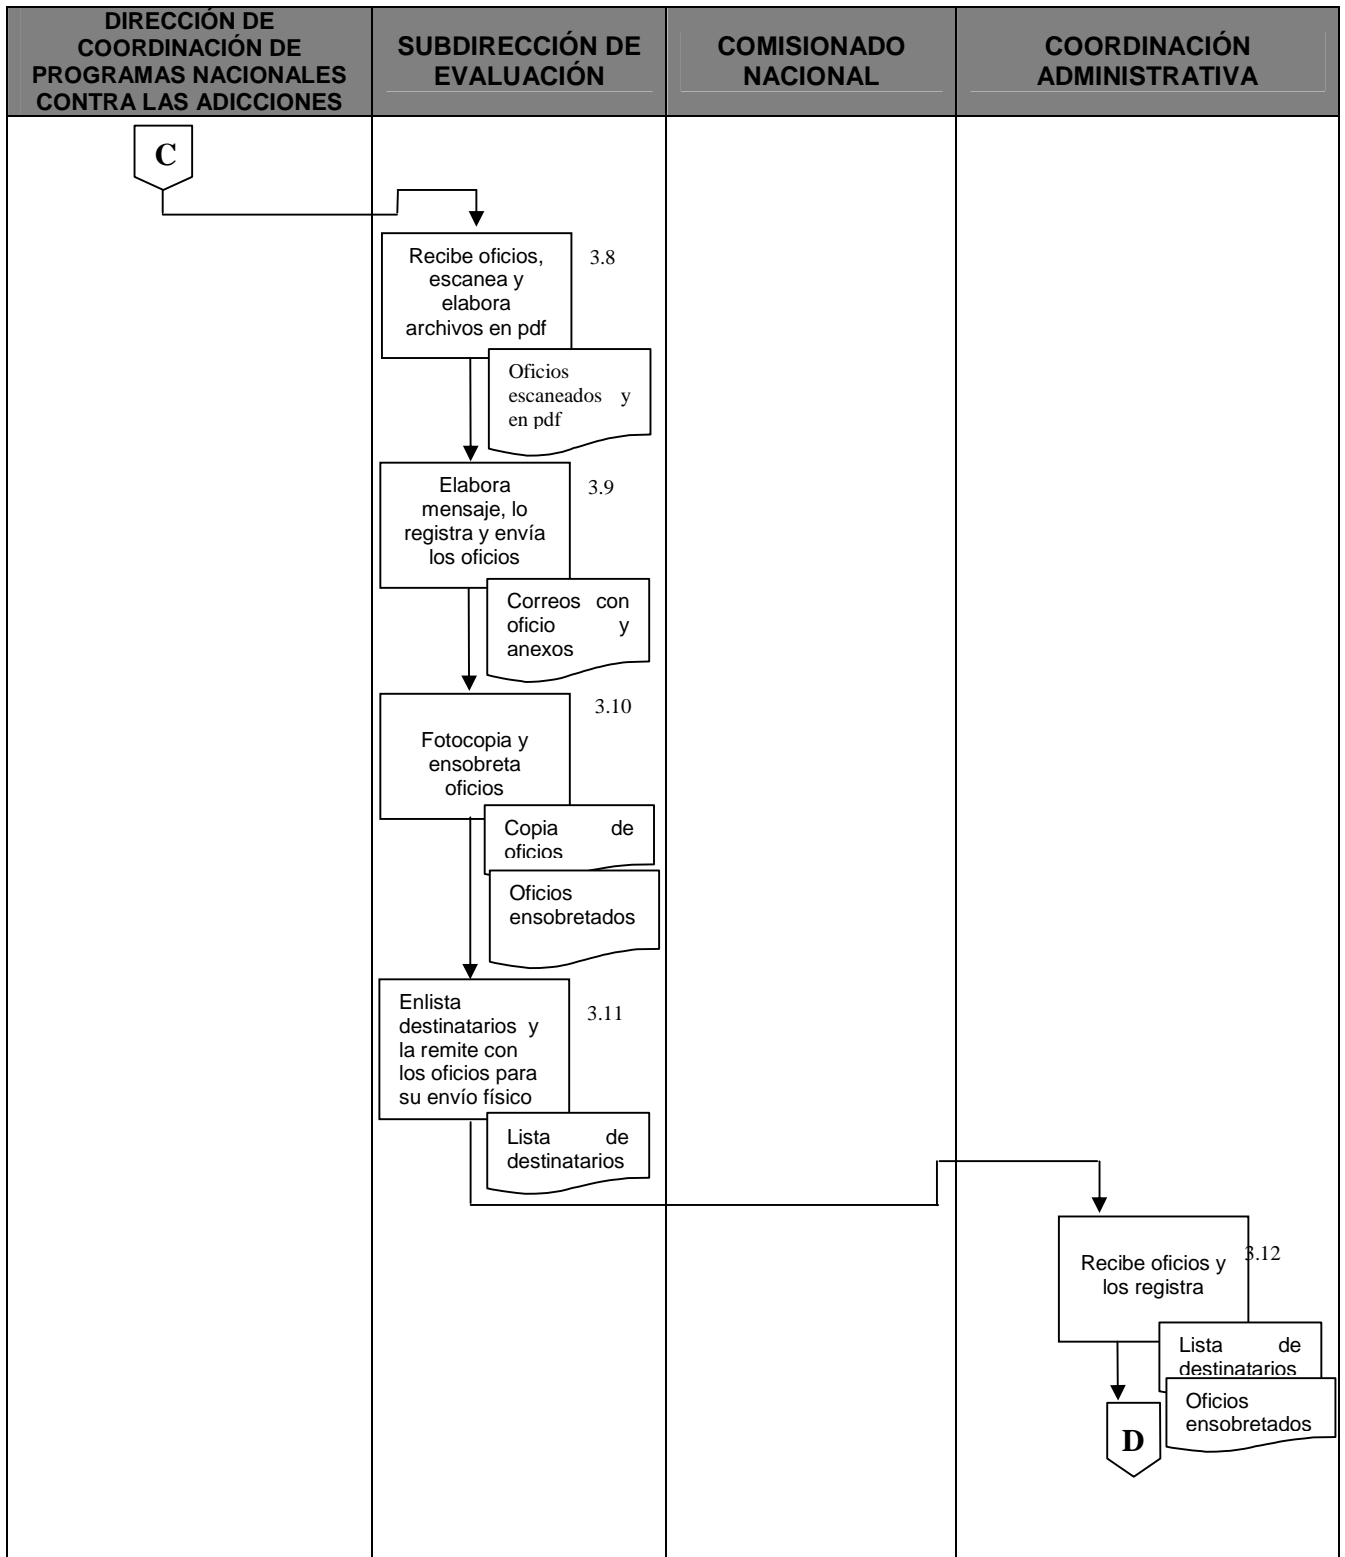 DIRECCIÓN DE
COORDINACIÓN DE
PROGRAMAS NACIONALES
CONTRA LAS ADICCIONES
SUBDIRECCIÓN DE
EVALUACIÓN
COMISIONADO
NACIONAL
COORDINACIÓN
ADMINISTRATIVA
C
Recibe oficios,
escanea y
elabora
archivos en pdf
3.8
Oficios
escaneados y
en pdf
Elabora
mensaje, lo
registra y envía
los oficios
3.9
Correos con
oficio y
anexos
3.10
Fotocopia y
ensobreta
oficios
Copia de
oficios
Oficios
ensobretados
Enlista
destinatarios y
la remite con
los oficios para
su envío físico
3.11
Lista de
destinatarios
Recibe oficios y
los registra
3.12
Lista de
destinatarios
Oficios
ensobretados
D